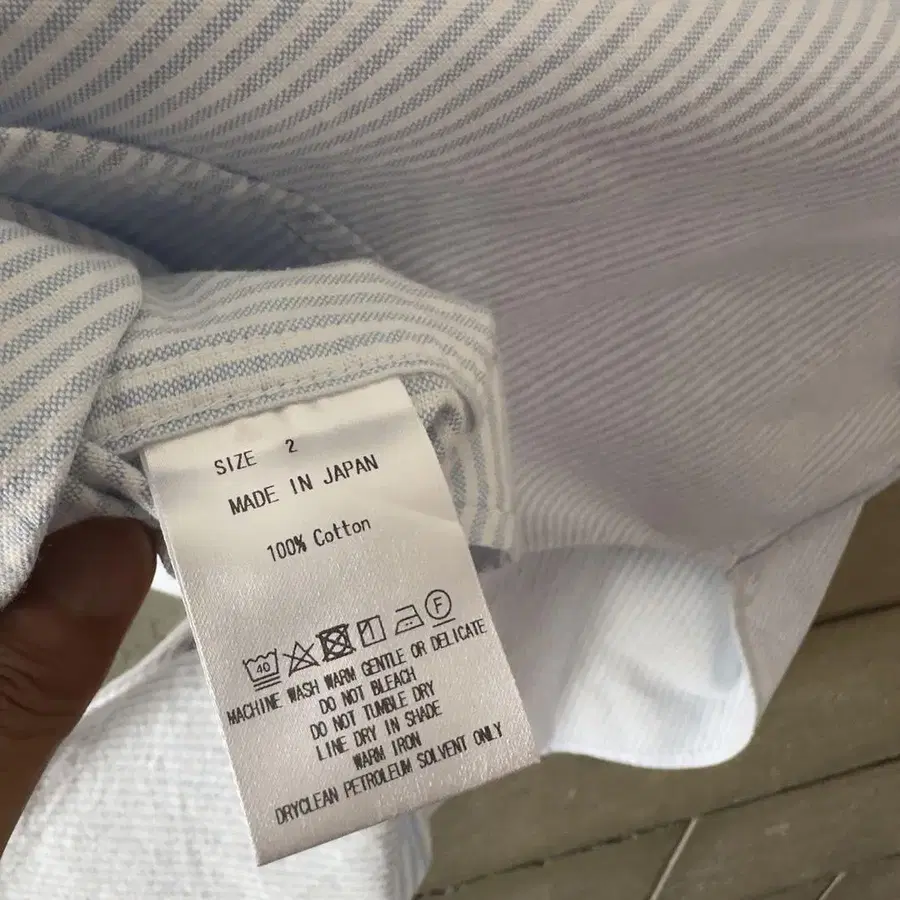 SIZE 2
MADE IN JAPAN
100% Cotton
40 F
MACHINE WASH WARM GENTLE OR DELICATE
DO NOT BLEACH
DO NOT TUMBLE DRY
LINE DRY IN SHADE
WARM IRON
DRYCLEAN PETROLEUM SOLVENT ONLY